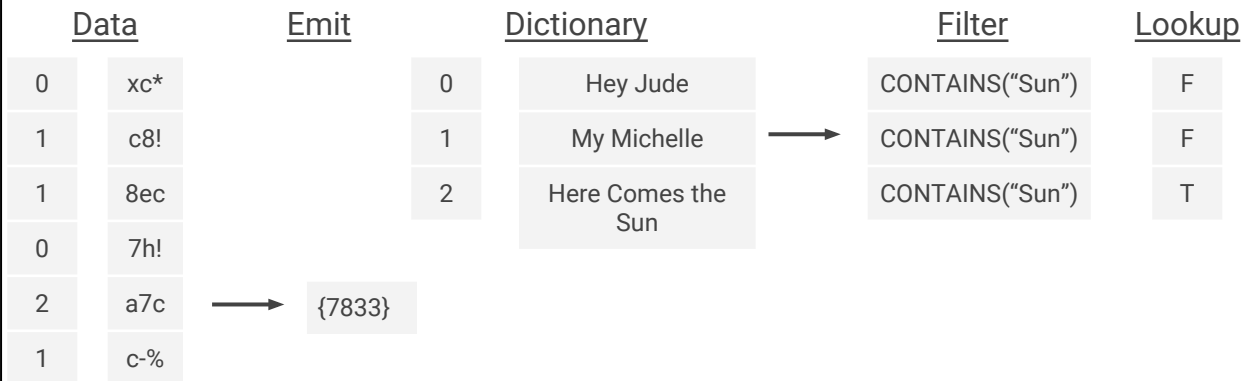 Data Emit Dictionary Filter Lookup
0 xc* 0 Hey Jude CONTAINS(“Sun”) F
1 c8! 1 My Michelle CONTAINS(“Sun”) F
1 8ec 2 Here Comes the CONTAINS(“Sun”) T
Sun
0 7h!
2 a7c {7833}
1 c-%